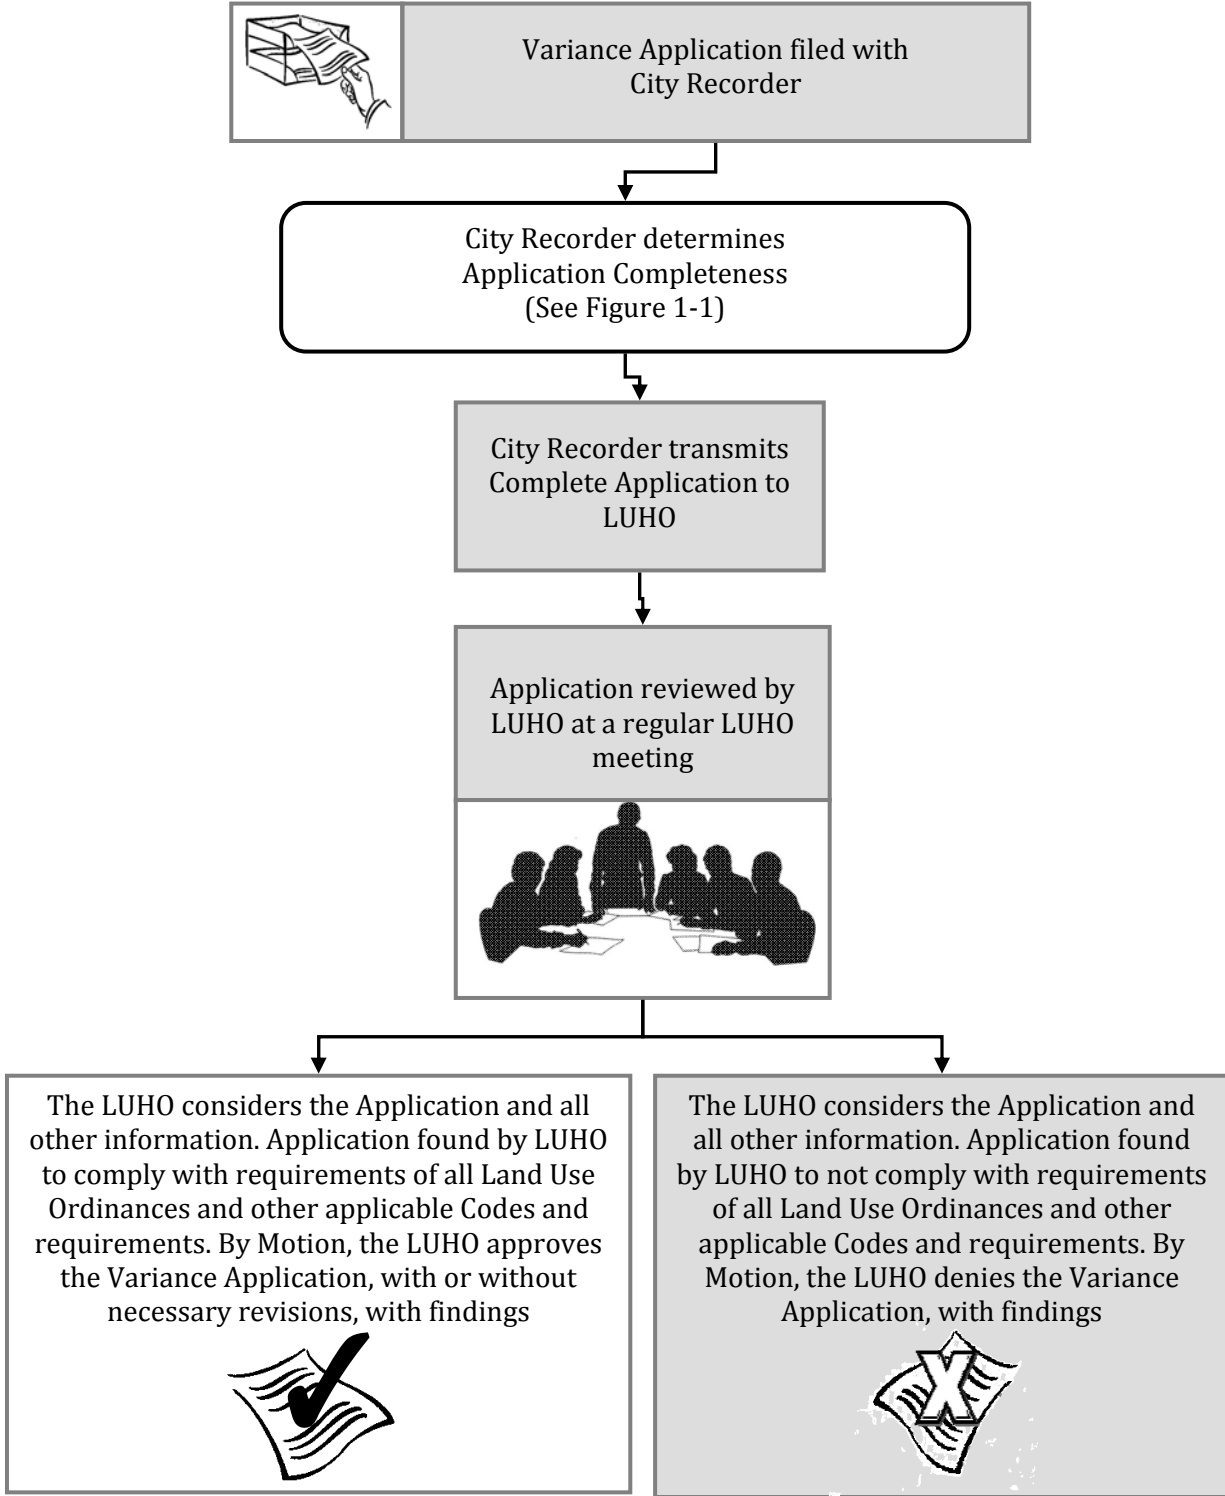 Variance Application filed with
City Recorder
City Recorder determines
Application Completeness
(See Figure 1-1)
City Recorder transmits
Complete Application to
LUHO
Application reviewed by
LUHO at a regular LUHO
meeting
The LUHO considers the Application and all
other information. Application found by LUHO
to comply with requirements of all Land Use
Ordinances and other applicable Codes and
requirements. By Motion, the LUHO approves
the Variance Application, with or without
necessary revisions, with findings
The LUHO considers the Application and
all other information. Application found
by LUHO to not comply with requirements
of all Land Use Ordinances and other
applicable Codes and requirements. By
Motion, the LUHO denies the Variance
Application, with findings
X